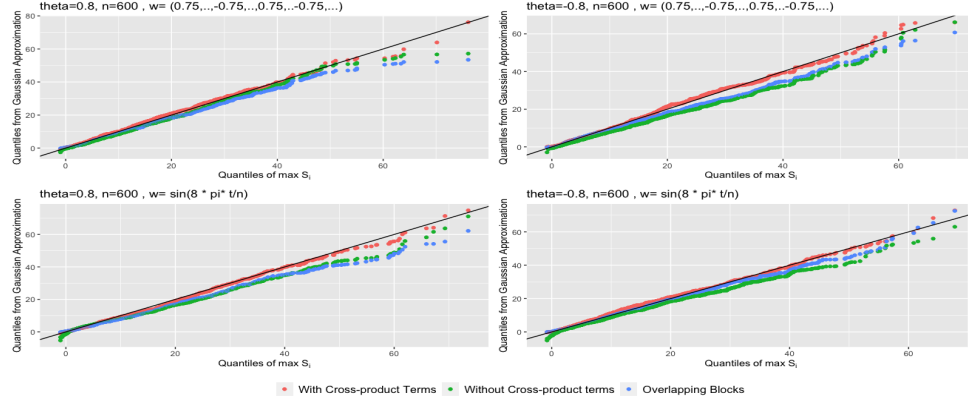 theta=0.8, n=600 , w= (0.75,..,-0.75,..,0.75,..-0.75,...)
Quantiles from Gaussian Approximation
80
60
40
20
0
0
20
40
60
Quantiles of max Sᵢ
theta=-0.8, n=600 , w= (0.75,..,-0.75,..,0.75,..-0.75,...)
Quantiles from Gaussian Approximation
60
40
20
0
0
20
40
60
Quantiles of max Sᵢ
theta=0.8, n=600 , w= sin(8 * pi* t/n)
Quantiles from Gaussian Approximation
60
40
20
0
0
20
40
60
Quantiles of max Sᵢ
theta=-0.8, n=600 , w= sin(8 * pi* t/n)
Quantiles from Gaussian Approximation
60
40
20
0
0
20
40
60
Quantiles of max Sᵢ
With Cross-product Terms Without Cross-product terms Overlapping Blocks